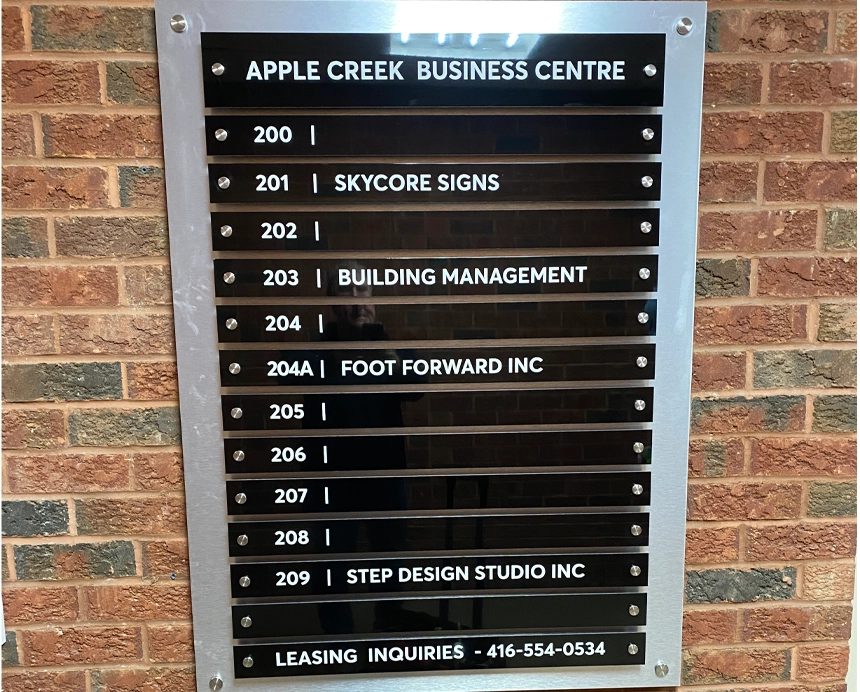 APPLE CREEK BUSINESS CENTRE
200 |
201 | SKYCORE SIGNS
202 |
203 | BUILDING MANAGEMENT
204 |
204A | FOOT FORWARD INC
205 |
206 |
207 |
208 |
209 | STEP DESIGN STUDIO INC
LEASING INQUIRIES - 416-554-0534